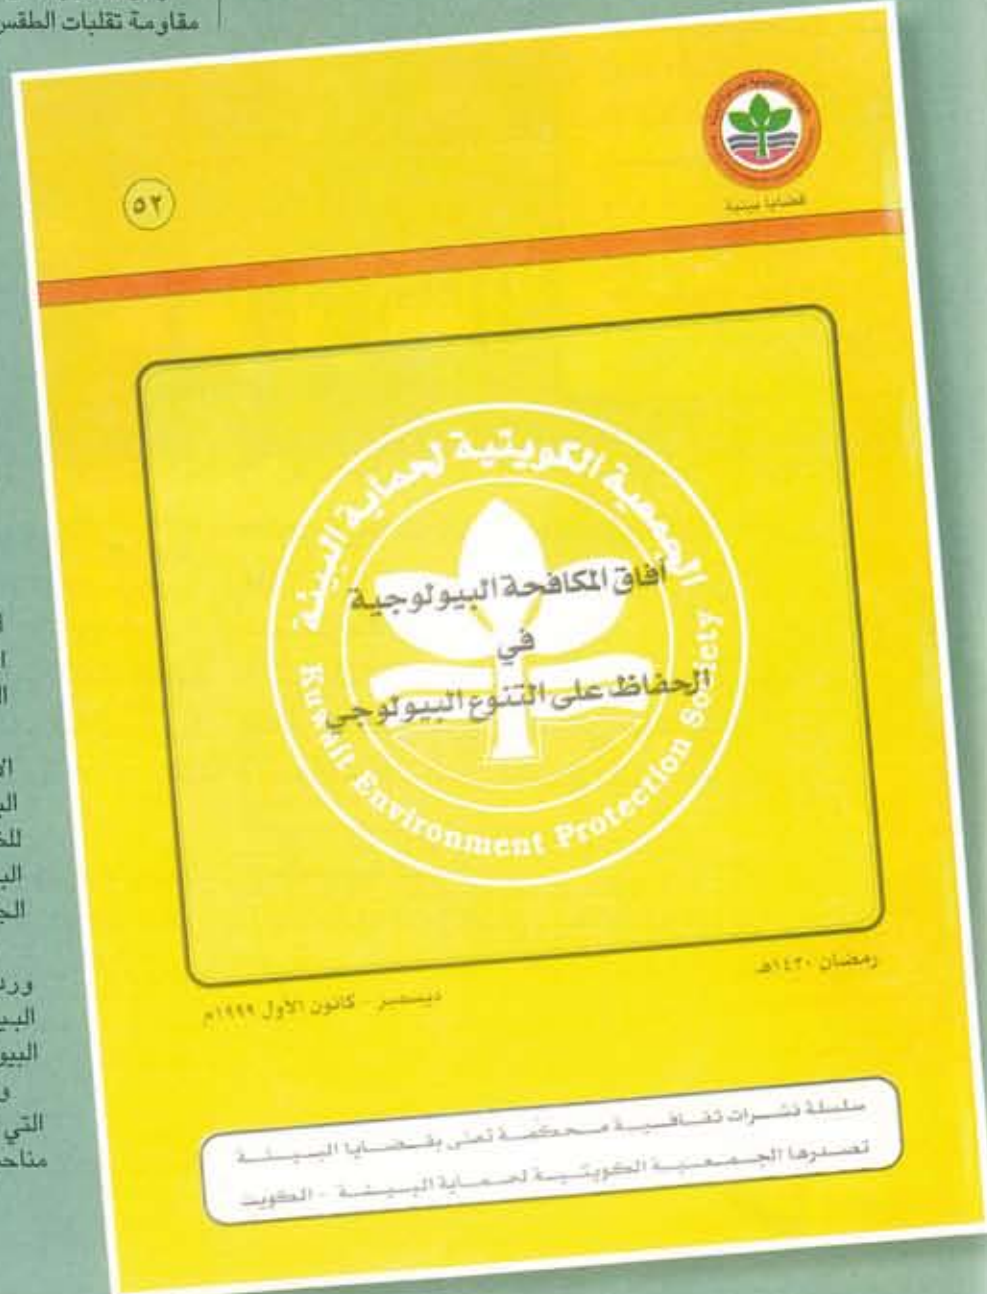 مقاومة تقلبات الطقس
٥٢
قضايا بيئية
الجمعية الكويتية لحماية البيئة
آفاق المكافحة البيولوجية
في
الحفاظ على التنوع البيولوجي
Kuwait Environment Protection Society
رمضان ١٤٢٠هـ
ديسمبر - كانون الأول ١٩٩٩م
سلسلة نشرات ثقافية محكمة تعنى بقضايا البيئة
تصدرها الجمعية الكويتية لحماية البيئة - الكويت
التي